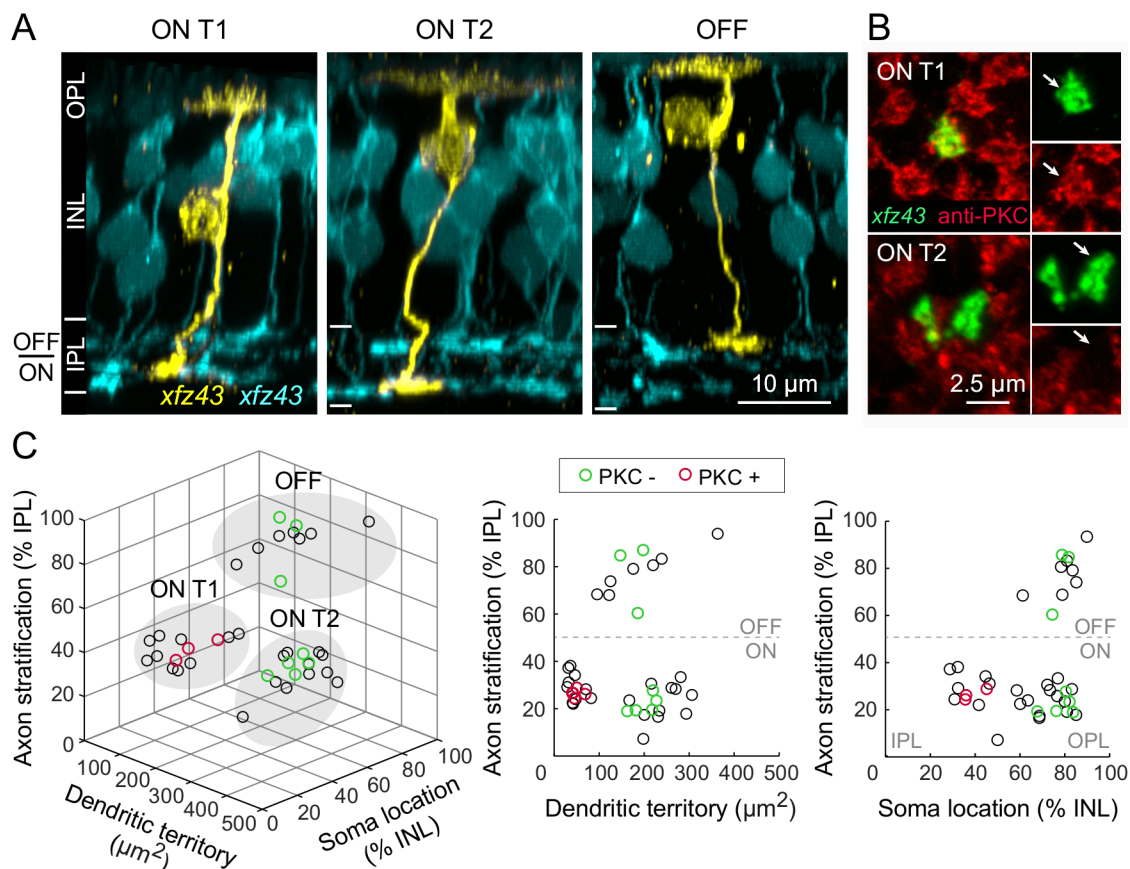 A
ON T1
ON T2
OFF
OPL
INL
IPL
OFF
ON
xfz43 xfz43
10 µm
B
ON T1
xfz43 anti-PKC
ON T2
2.5 µm
C
PKC - PKC +
Axon stratification (% IPL)
100
80
60
40
20
0
OFF
ON T1
ON T2
100
200
300
400
500
Dendritic territory
(µm²)
0
20
40
60
80
100
Soma location
(% INL)
Axon stratification (% IPL)
100
80
60
40
20
0
OFF
ON
0 100 200 300 400 500
Dendritic territory (µm²)
Axon stratification (% IPL)
100
80
60
40
20
0
OFF
ON
IPL OPL
0 20 40 60 80 100
Soma location (% INL)